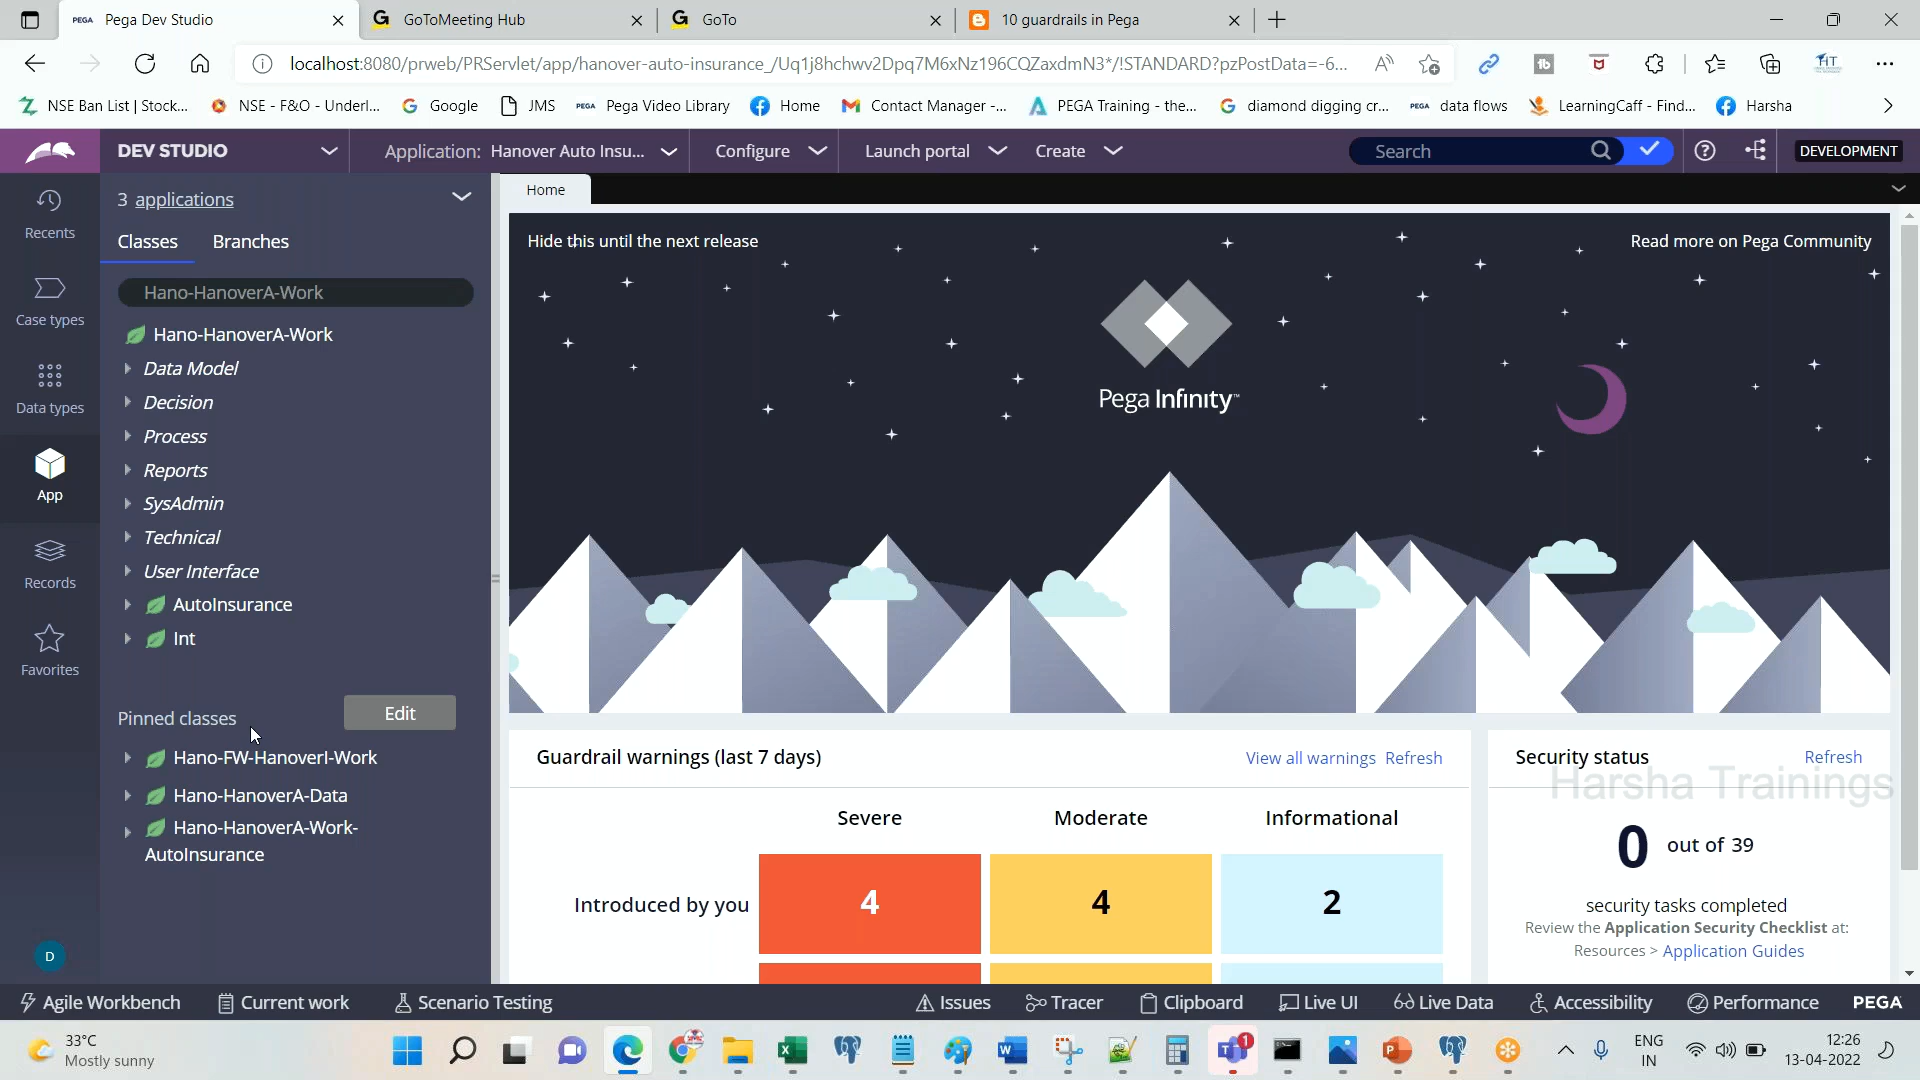 PEGA Pega Dev Studio
GoToMeeting Hub
GoTo
10 guardrails in Pega
localhost:8080/prweb/PRServlet/app/hanover-auto-insurance_/Uq1j8hchwv2Dpq7M6xNz196CQZaxdmN3*/!STANDARD?pzPostData=-6...
NSE Ban List | Stock...
NSE - F&O - Underl...
Google
JMS
PEGA Pega Video Library
Home
Contact Manager -...
PEGA Training - the...
diamond digging cr...
PEGA data flows
LearningCaff - Find...
Harsha
DEV STUDIO
Application: Hanover Auto Insu...
Configure
Launch portal
Create
Search
DEVELOPMENT
Recents
Case types
Data types
App
Records
Favorites
D
3 applications
Classes
Branches
Hano-HanoverA-Work
Hano-HanoverA-Work
Data Model
Decision
Process
Reports
SysAdmin
Technical
User Interface
AutoInsurance
Int
Pinned classes
Edit
Hano-FW-HanoverI-Work
Hano-HanoverA-Data
Hano-HanoverA-Work-
AutoInsurance
Home
Hide this until the next release
Read more on Pega Community
Pega Infinity™
Guardrail warnings (last 7 days)
View all warnings Refresh
Severe
Moderate
Informational
Introduced by you
4
4
2
Security status
Refresh
Harsha Trainings
0 out of 39
security tasks completed
Review the Application Security Checklist at:
Resources > Application Guides
Agile Workbench
Current work
Scenario Testing
Issues
Tracer
Clipboard
Live UI
Live Data
Accessibility
Performance
PEGA
33°C
Mostly sunny
1
ENG
IN
12:26
13-04-2022